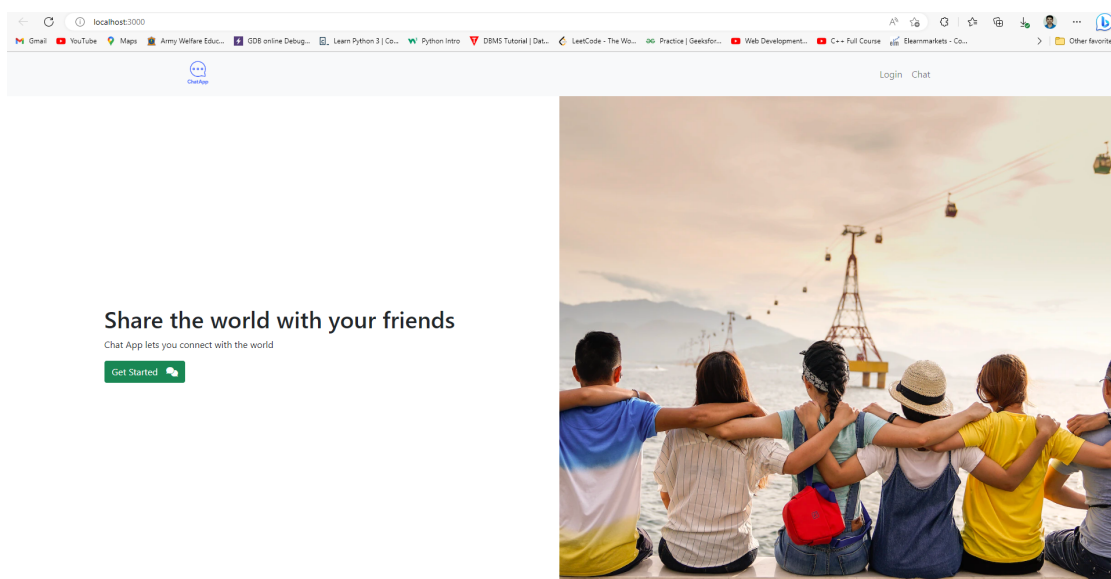 localhost:3000
Gmail YouTube Maps Army Welfare Educ... GDB online Debug... Learn Python 3 | Co... Python Intro DBMS Tutorial | Dat... LeetCode - The Wo... Practice | Geeksfor... Web Development... C++ Full Course Elearnmarkets - Co... Other favorite
ChatApp
Login Chat
Share the world with your friends
Chat App lets you connect with the world
Get Started